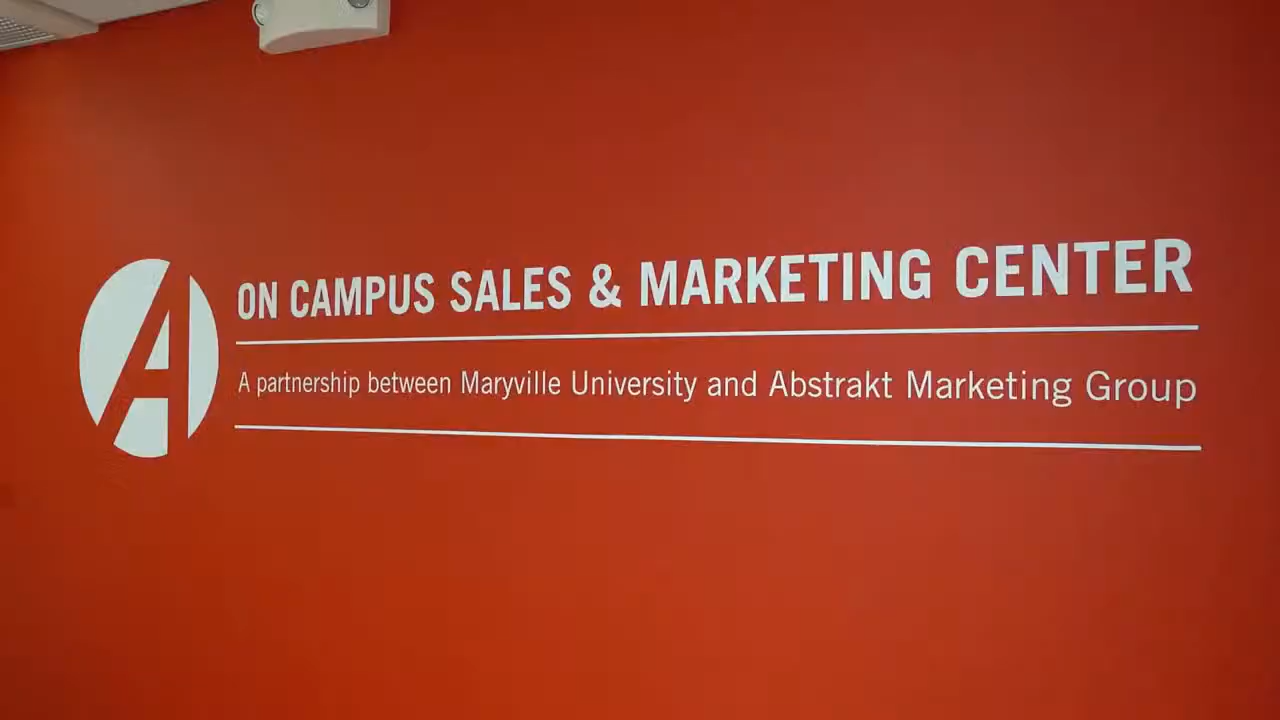 A
ON CAMPUS SALES & MARKETING CENTER
A partnership between Maryville University and Abstrakt Marketing Group